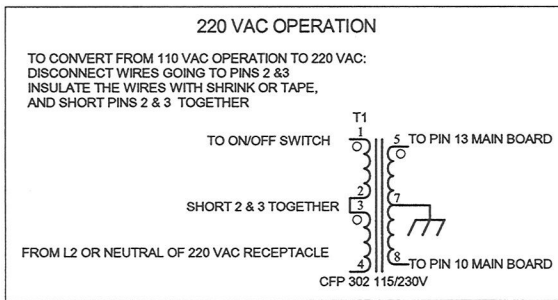 220 VAC OPERATION
TO CONVERT FROM 110 VAC OPERATION TO 220 VAC:
DISCONNECT WIRES GOING TO PINS 2 &3
INSULATE THE WIRES WITH SHRINK OR TAPE,
AND SHORT PINS 2 & 3 TOGETHER
T1
TO ON/OFF SWITCH 1 5 TO PIN 13 MAIN BOARD
2
SHORT 2 & 3 TOGETHER 3 7
FROM L2 OR NEUTRAL OF 220 VAC RECEPTACLE
4 8 TO PIN 10 MAIN BOARD
CFP 302 115/230V